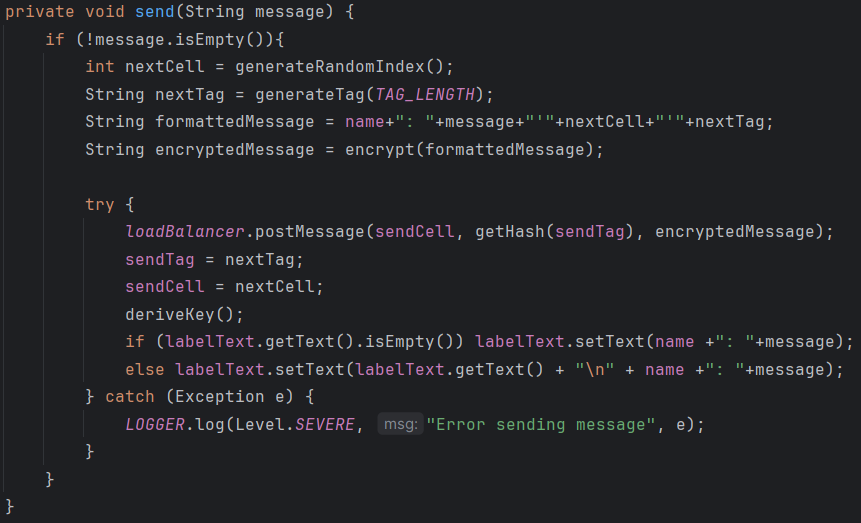 private void send(String message) {
    if (!message.isEmpty()){
        int nextCell = generateRandomIndex();
        String nextTag = generateTag(TAG_LENGTH);
        String formattedMessage = name+": "+message+"'"+nextCell+"'"+nextTag;
        String encryptedMessage = encrypt(formattedMessage);

        try {
            loadBalancer.postMessage(sendCell, getHash(sendTag), encryptedMessage);
            sendTag = nextTag;
            sendCell = nextCell;
            deriveKey();
            if (labelText.getText().isEmpty()) labelText.setText(name +": "+message);
            else labelText.setText(labelText.getText() + "\n" + name +": "+message);
        } catch (Exception e) {
            LOGGER.log(Level.SEVERE, msg: "Error sending message", e);
        }
    }
}